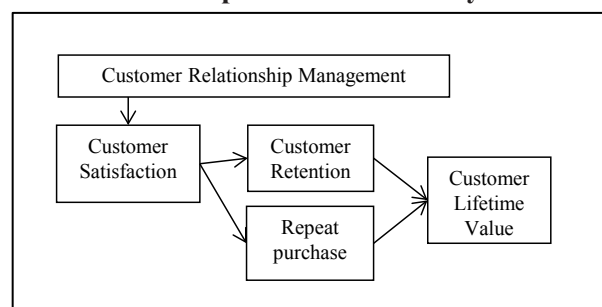 Customer Relationship Management
Customer
Satisfaction
Customer
Retention
Repeat
purchase
Customer
Lifetime
Value